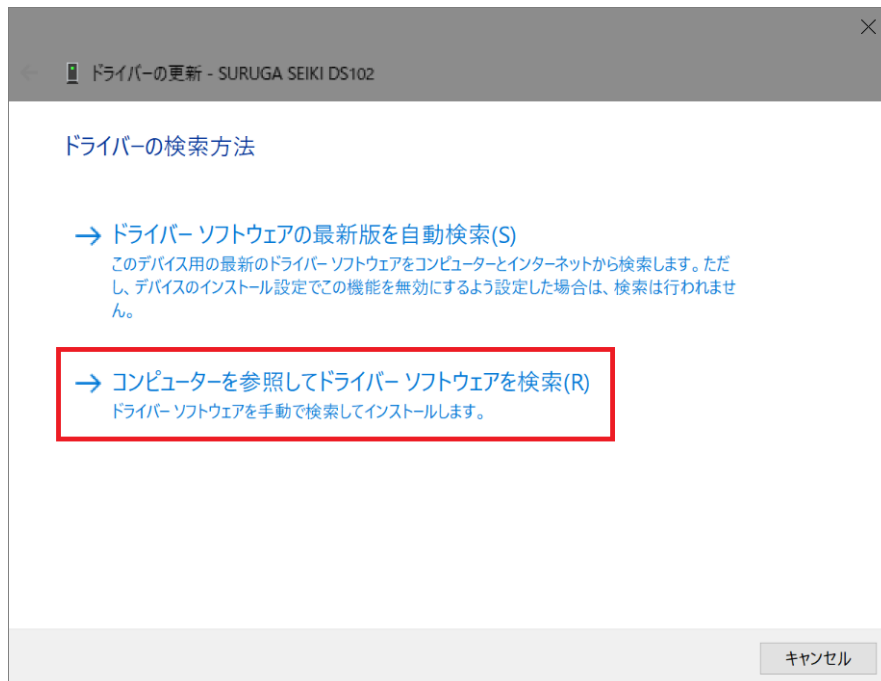 ドライバーの更新 - SURUGA SEIKI DS102
ドライバーの検索方法
→ ドライバー ソフトウェアの最新版を自動検索(S)
このデバイス用の最新のドライバー ソフトウェアをコンピューターとインターネットから検索します。ただ
し、デバイスのインストール設定でこの機能を無効にするよう設定した場合は、検索は行われませ
ん。
→ コンピューターを参照してドライバー ソフトウェアを検索(R)
ドライバー ソフトウェアを手動で検索してインストールします。
キャンセル